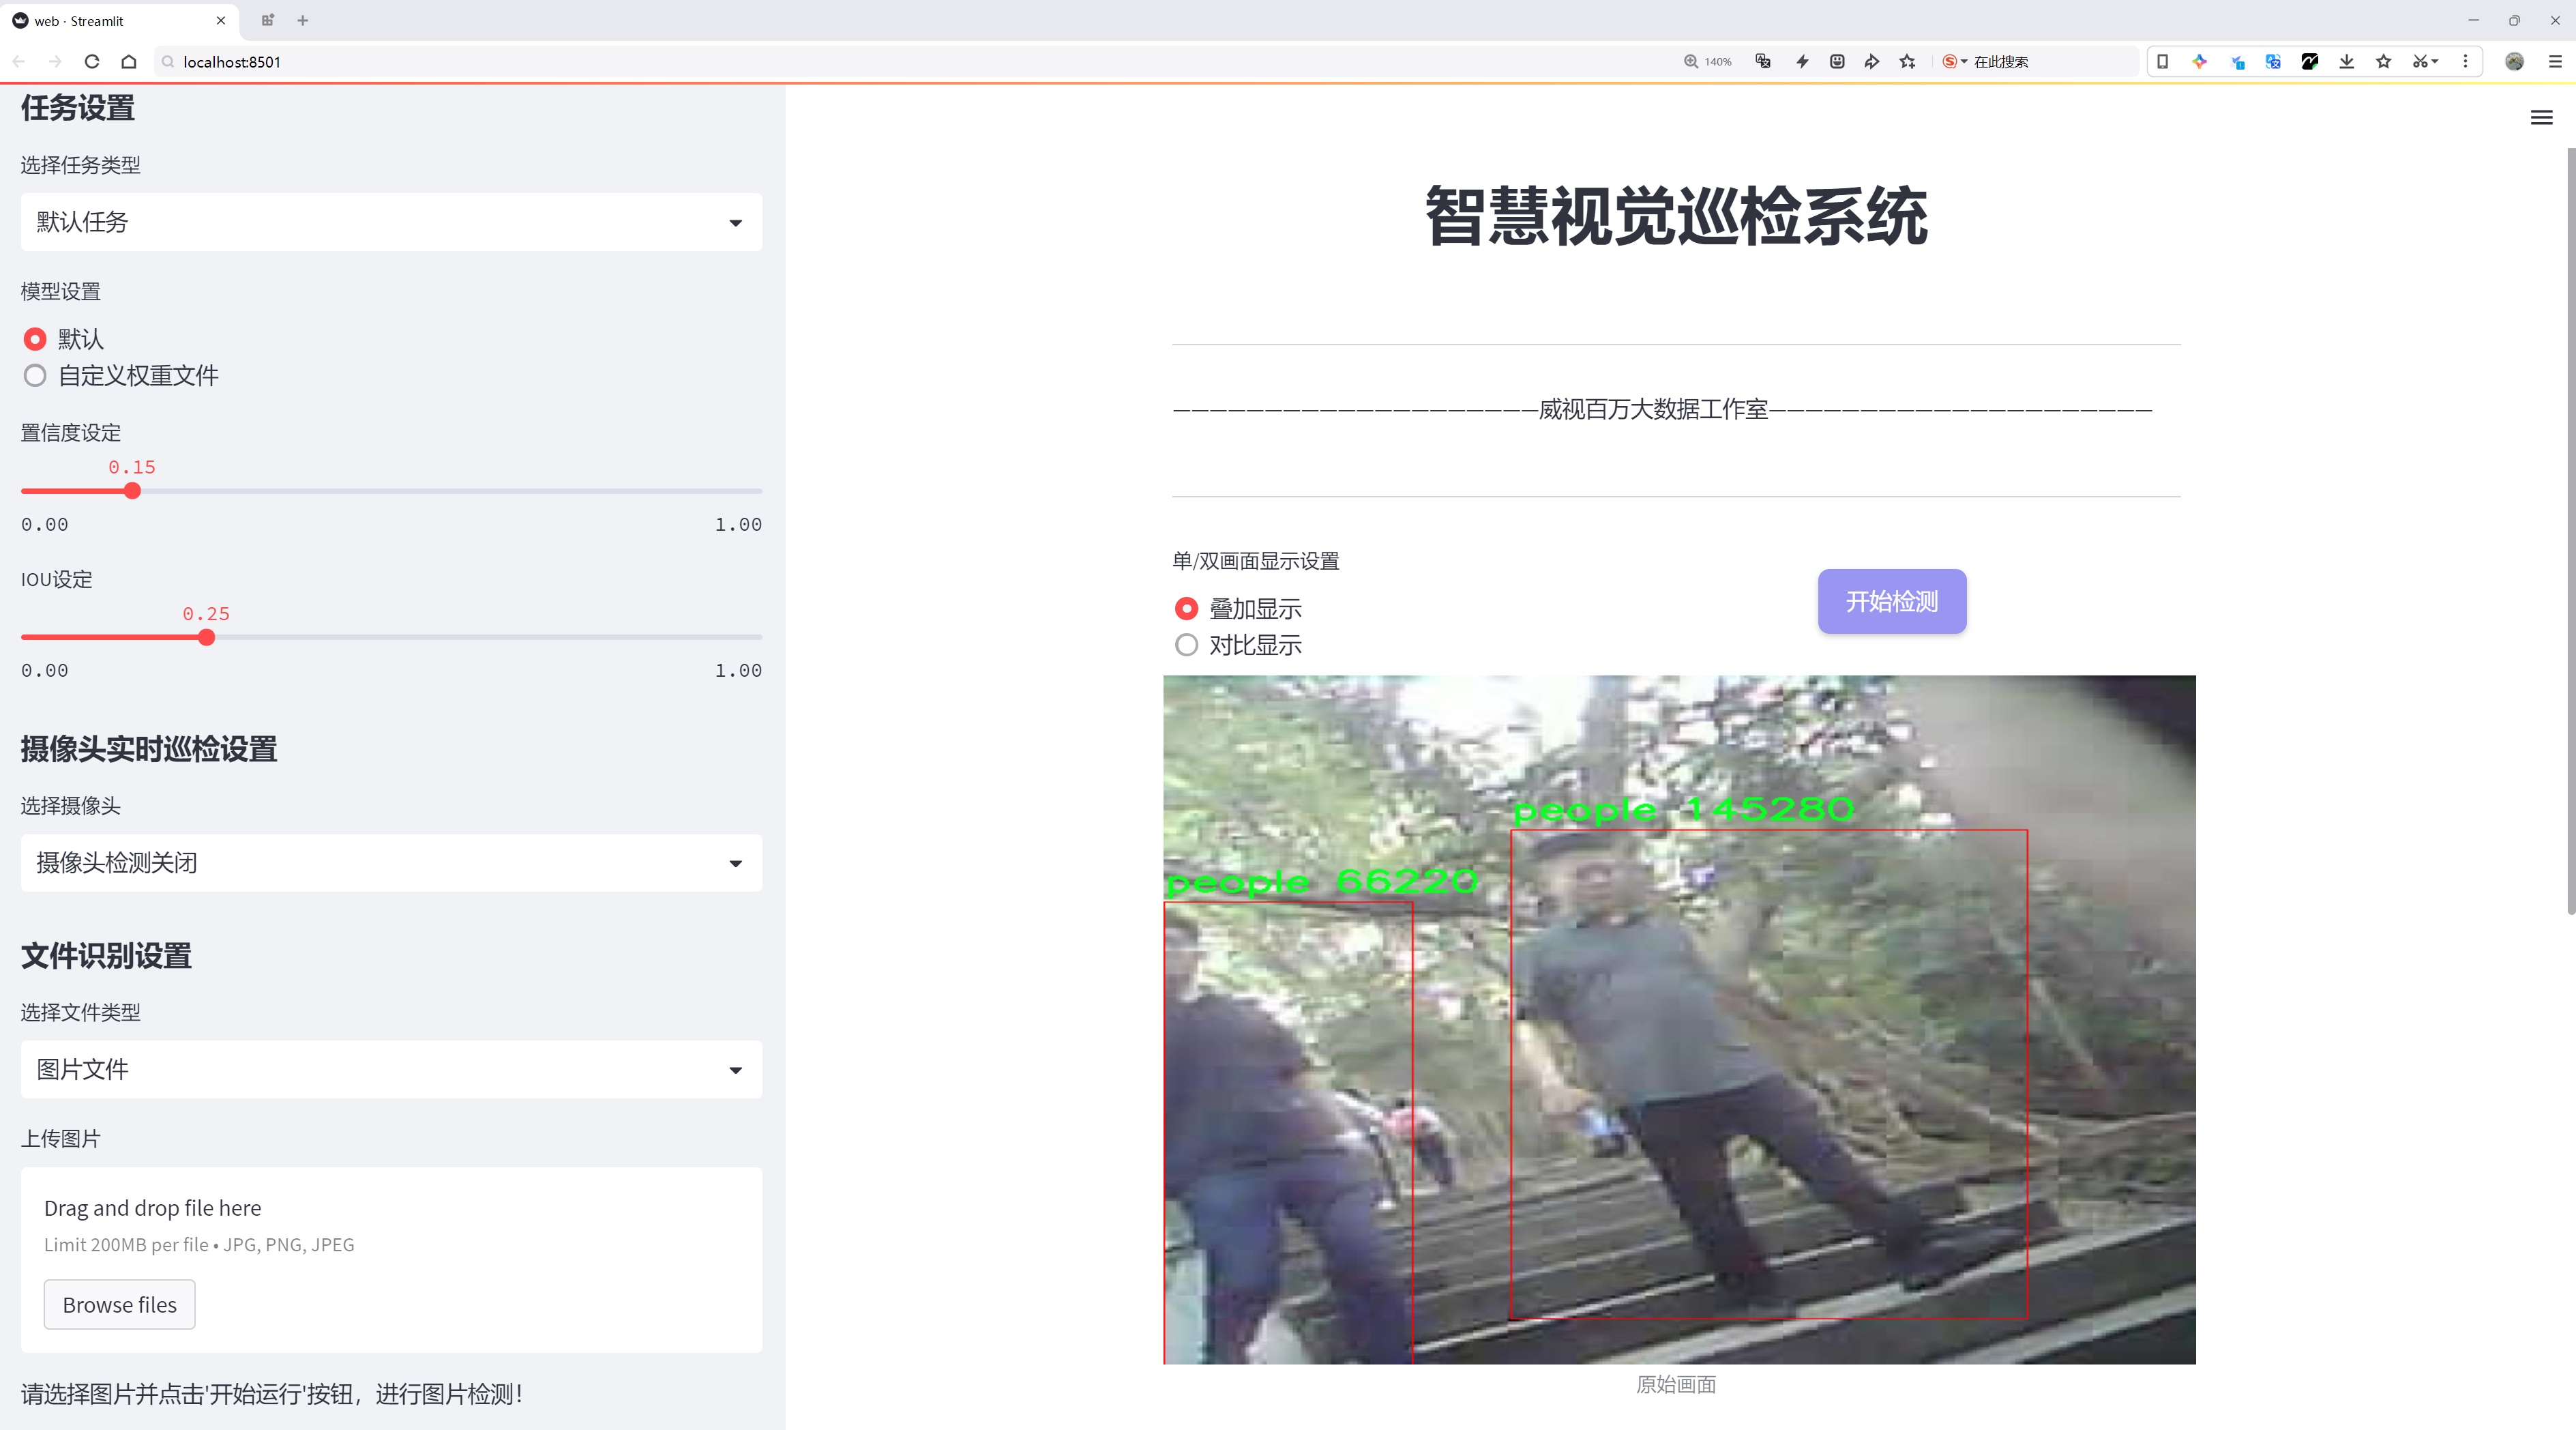 web · Streamlit
localhost:8501
140%
在此搜索
任务设置
选择任务类型
默认任务
模型设置
默认
自定义权重文件
置信度设定
0.15
0.00
1.00
IOU设定
0.25
0.00
1.00
摄像头实时巡检设置
选择摄像头
摄像头检测关闭
文件识别设置
选择文件类型
图片文件
上传图片
Drag and drop file here
Limit 200MB per file • JPG, PNG, JPEG
Browse files
请选择图片并点击'开始运行'按钮，进行图片检测！
智慧视觉巡检系统
—————————————————————威视百万大数据工作室——————————————————————
单/双画面显示设置
叠加显示
对比显示
开始检测
people 145280
people 66220
原始画面